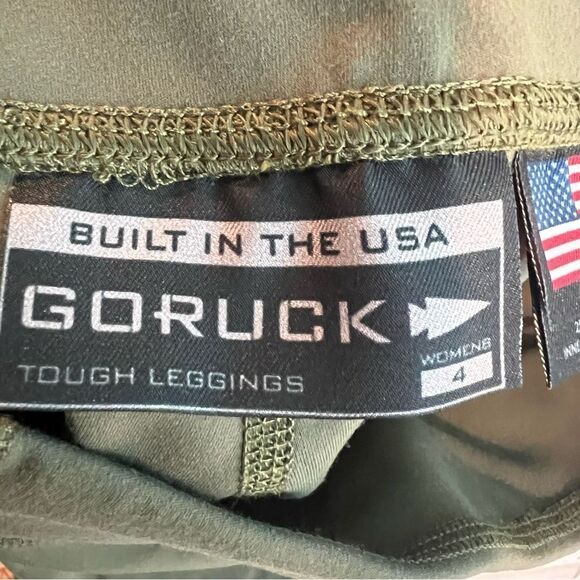 BUILT IN THE USA
GORUCK
WOMENS
TOUGH LEGGINGS
4